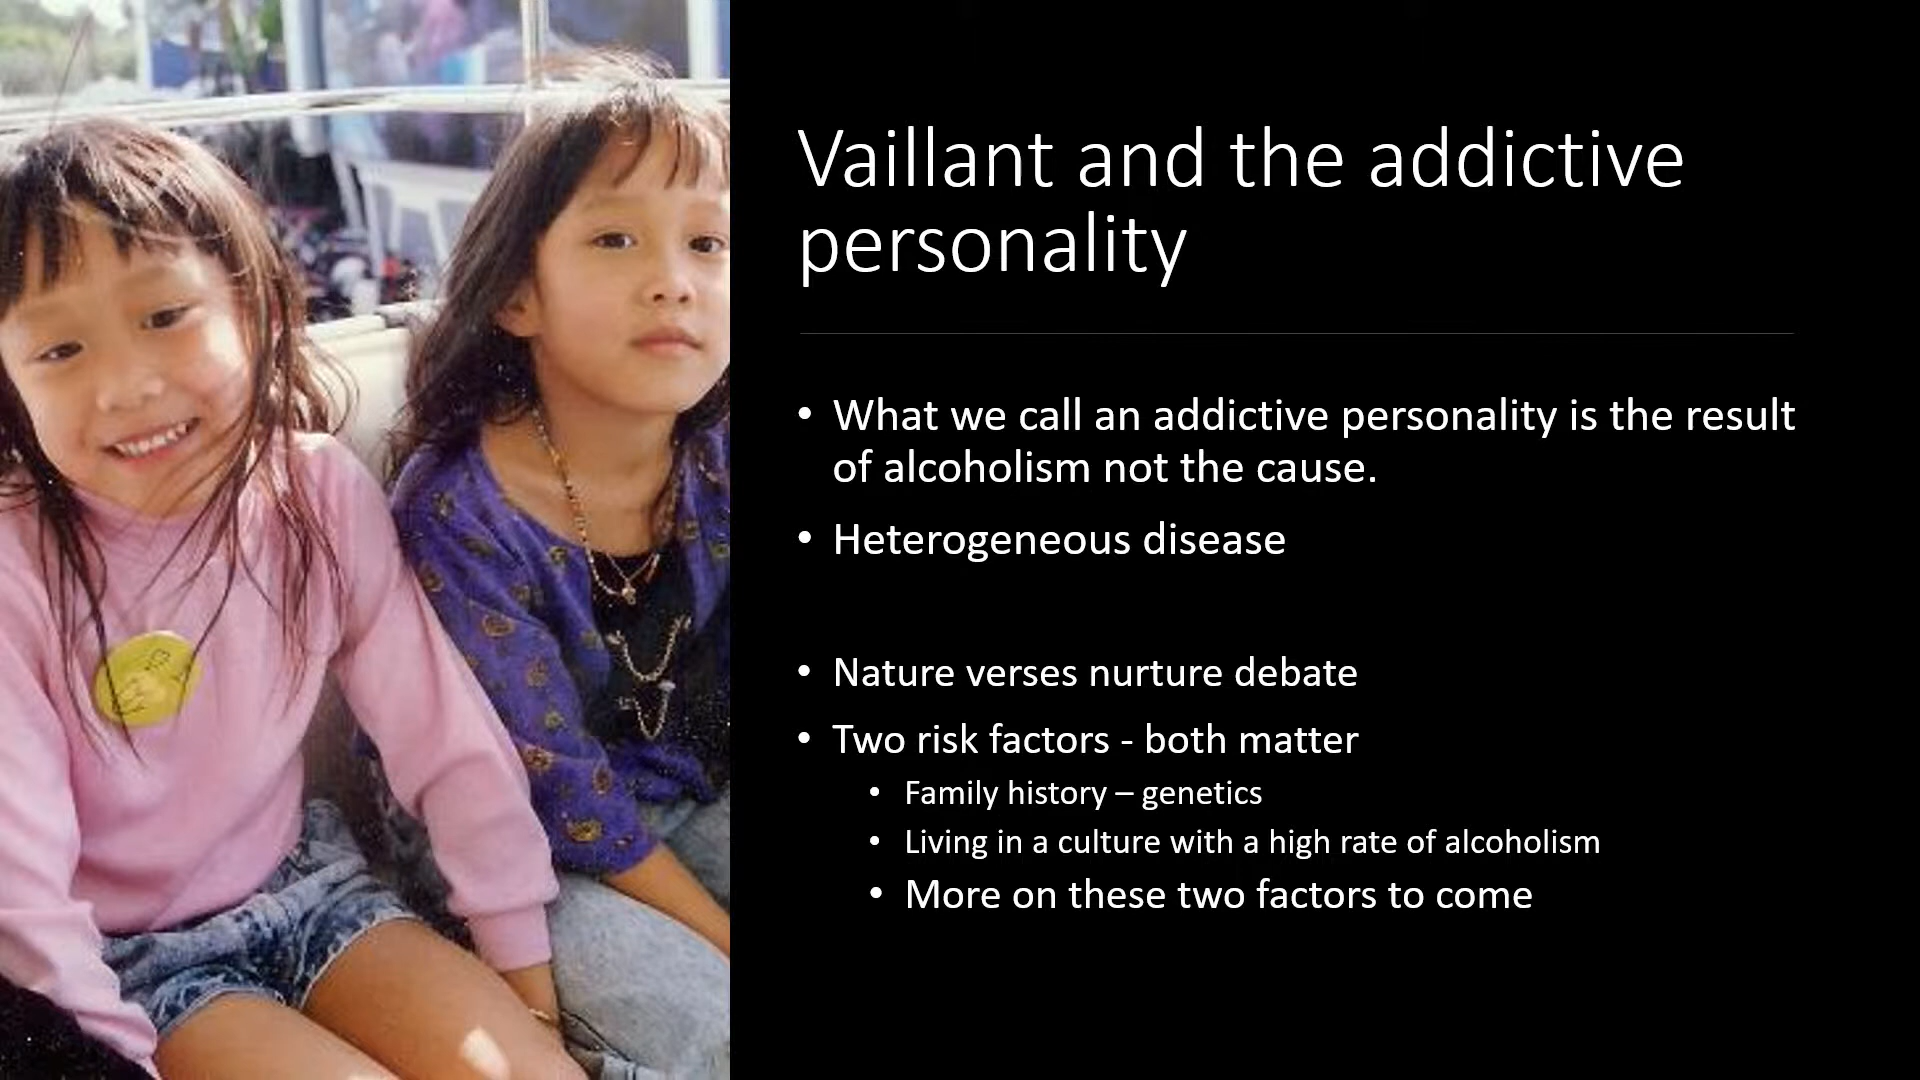 Vaillant and the addictive
personality
• What we call an addictive personality is the result
of alcoholism not the cause.
• Heterogeneous disease
• Nature verses nurture debate
• Two risk factors - both matter
• Family history – genetics
• Living in a culture with a high rate of alcoholism
• More on these two factors to come